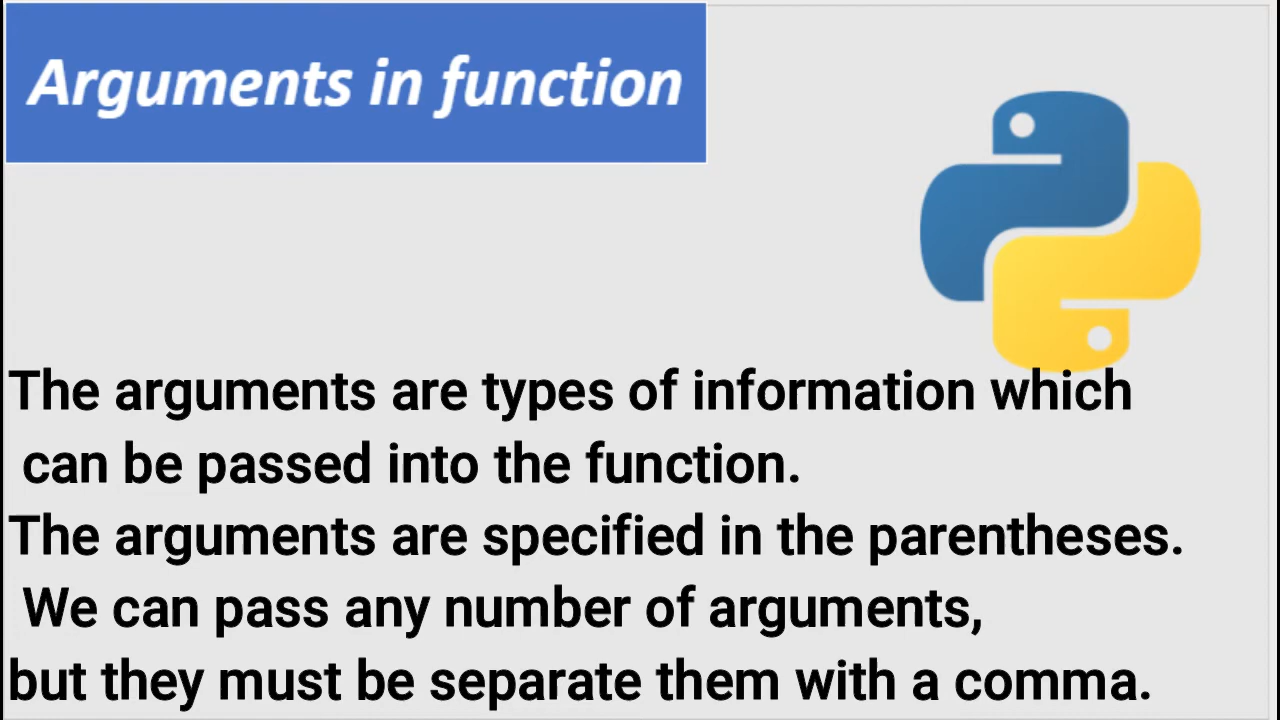 Arguments in function
The arguments are types of information which
can be passed into the function.
The arguments are specified in the parentheses.
We can pass any number of arguments,
but they must be separate them with a comma.